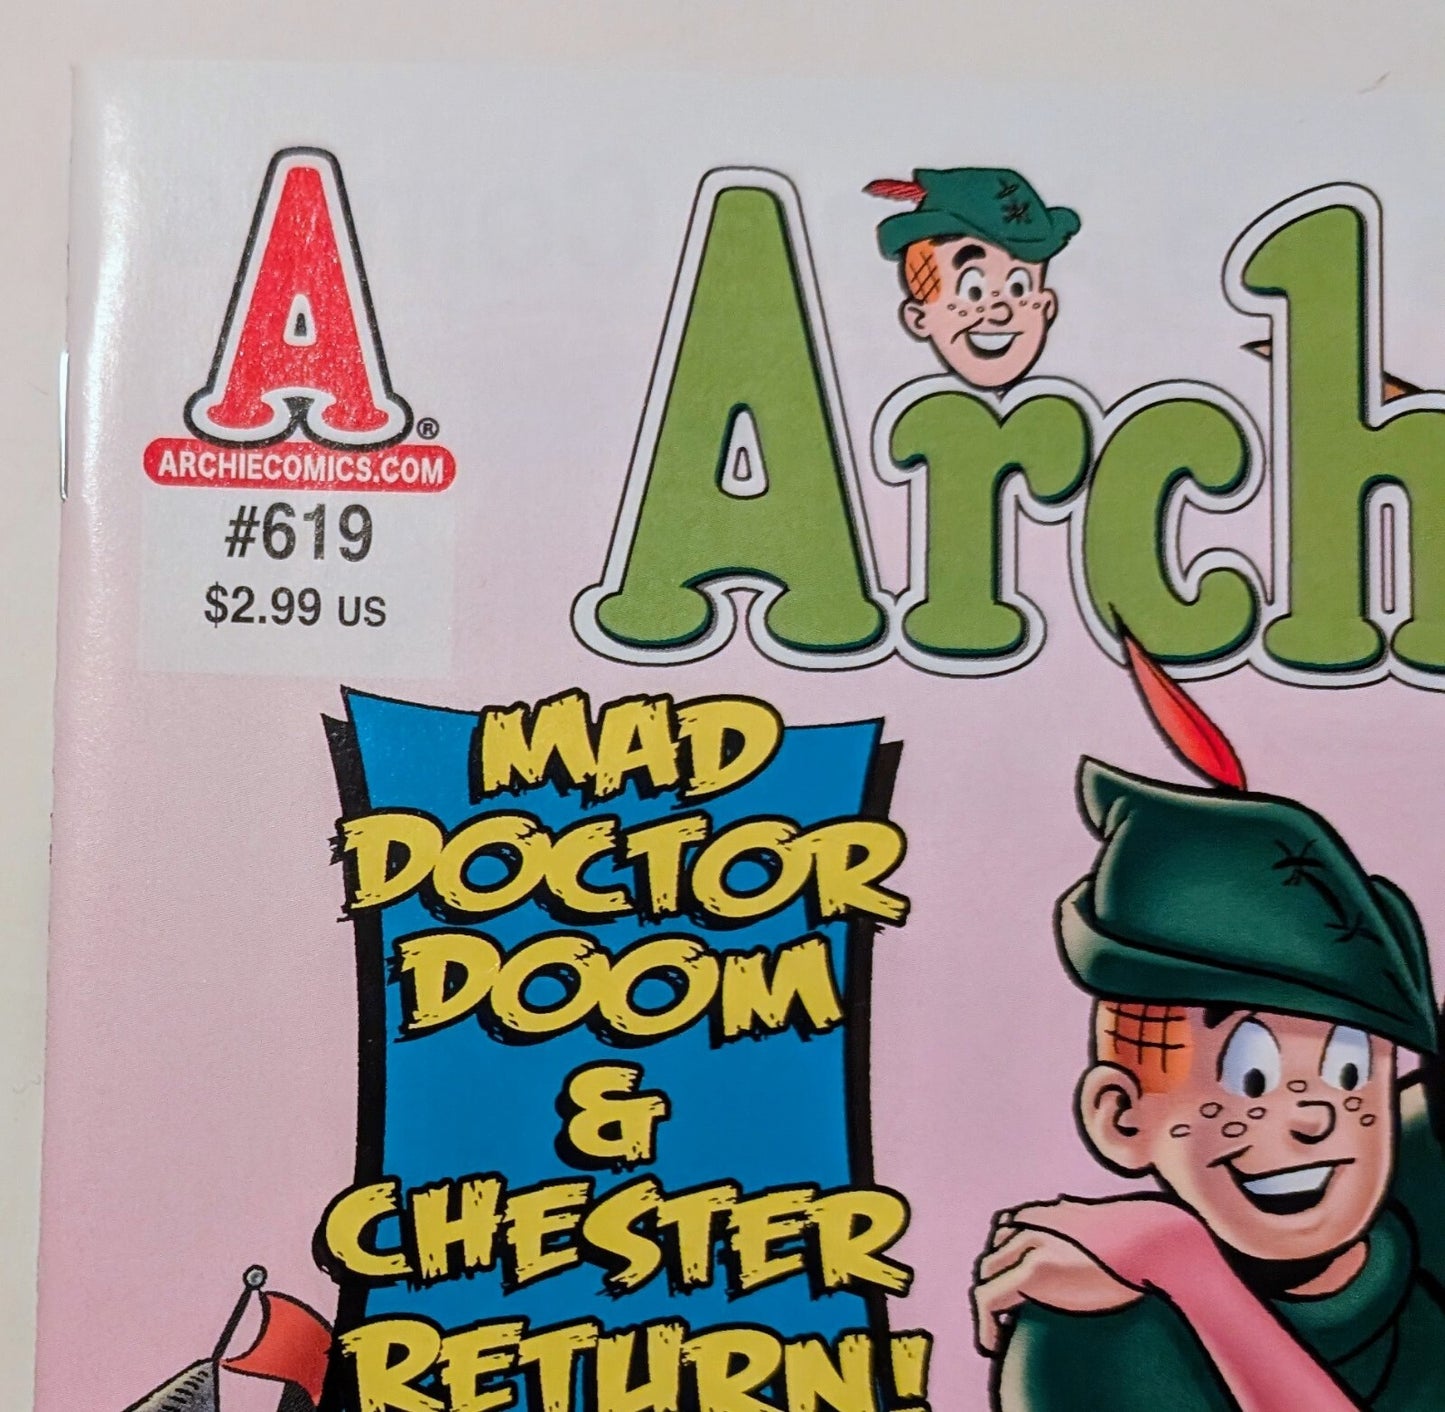 A®
ARCHIECOMICS.COM
#619
$2.99 US
Arch
MAD
DOCTOR
DOOM
&
CHESTER
RETURN!